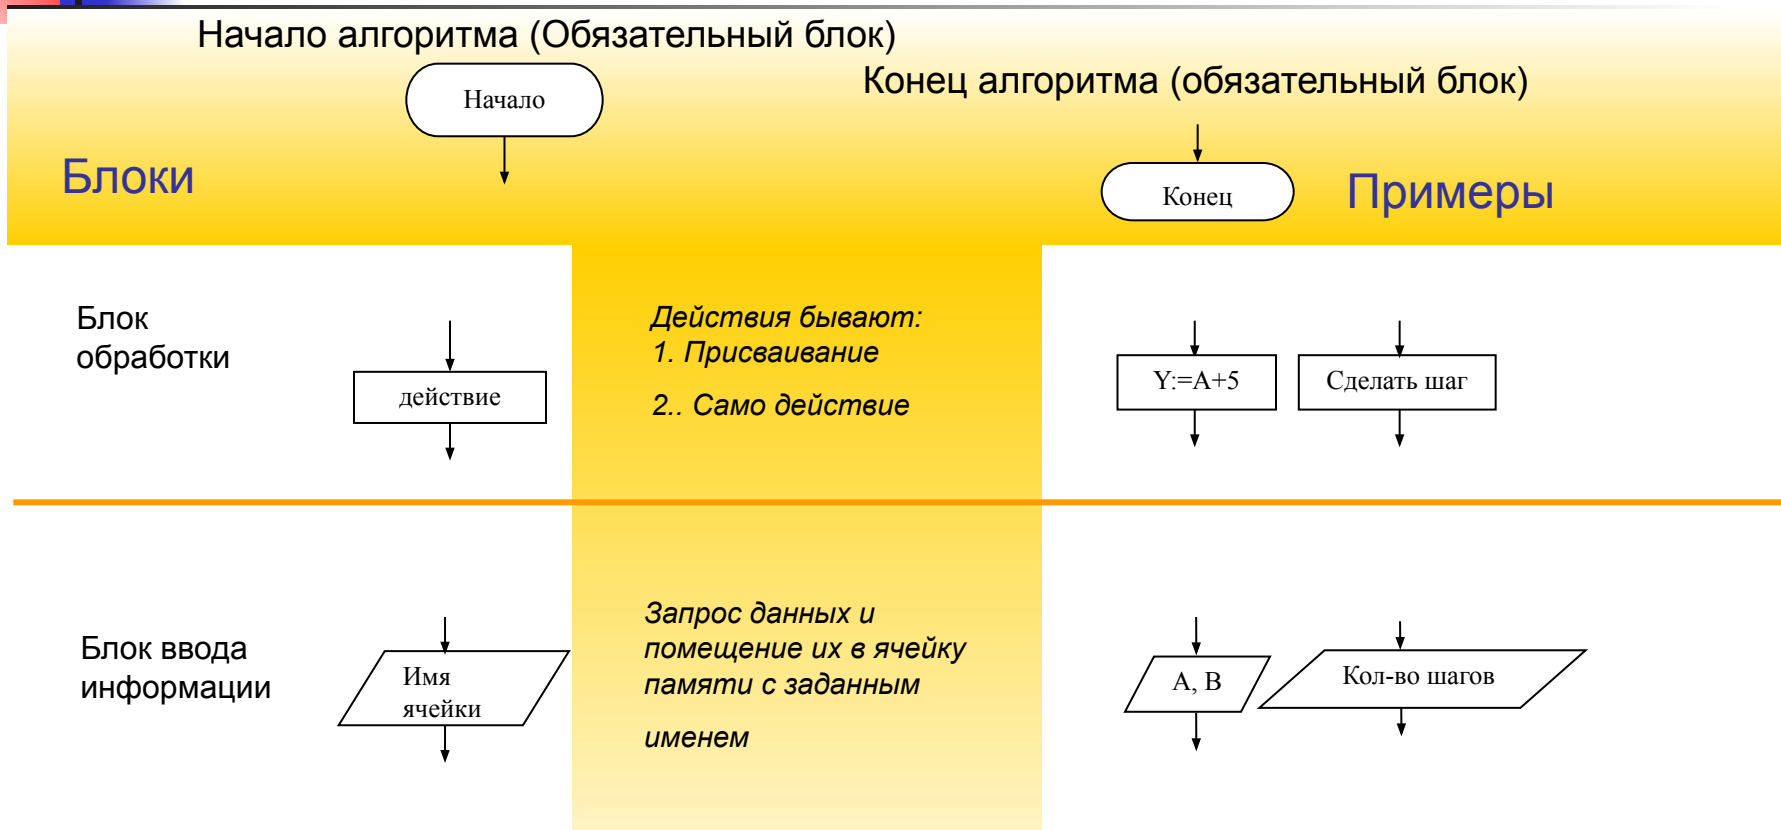 Начало алгоритма (Обязательный блок)
Начало
Конец алгоритма (обязательный блок)
Конец
Блоки
Примеры
Блок
обработки
действие
Действия бывают:
1. Присваивание
2.. Само действие
Y:=A+5
Сделать шаг
Блок ввода
информации
Имя
ячейки
Запрос данных и
помещение их в ячейку
памяти с заданным
именем
A, B
Кол-во шагов